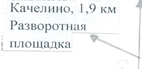 Качелино, 1,9 км
Разворотная
площадка